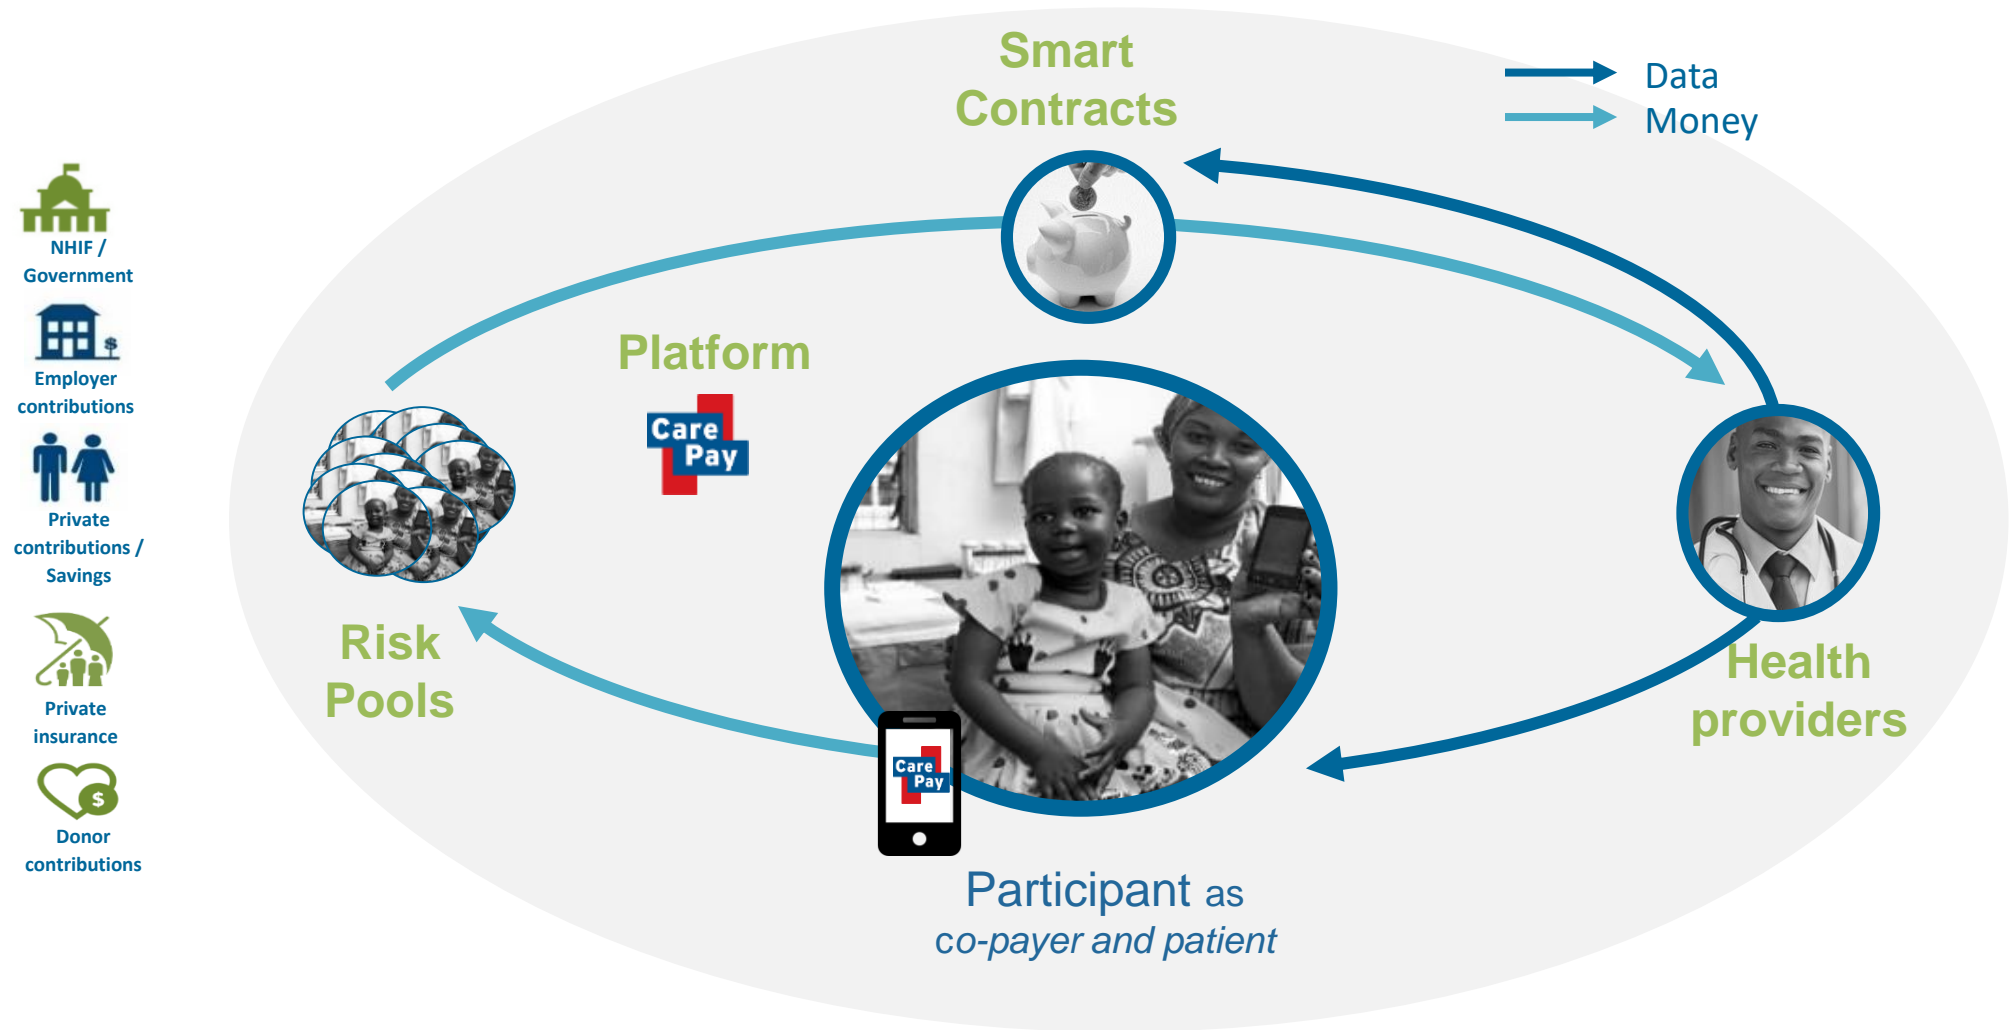 Smart
Contracts
Data
Money
NHIF /
Government
Employer
contributions
Private
contributions /
Savings
Private
insurance
Donor
contributions
Platform
Care
Pay
Risk
Pools
Health
providers
Care
Pay
Participant as
co-payer and patient